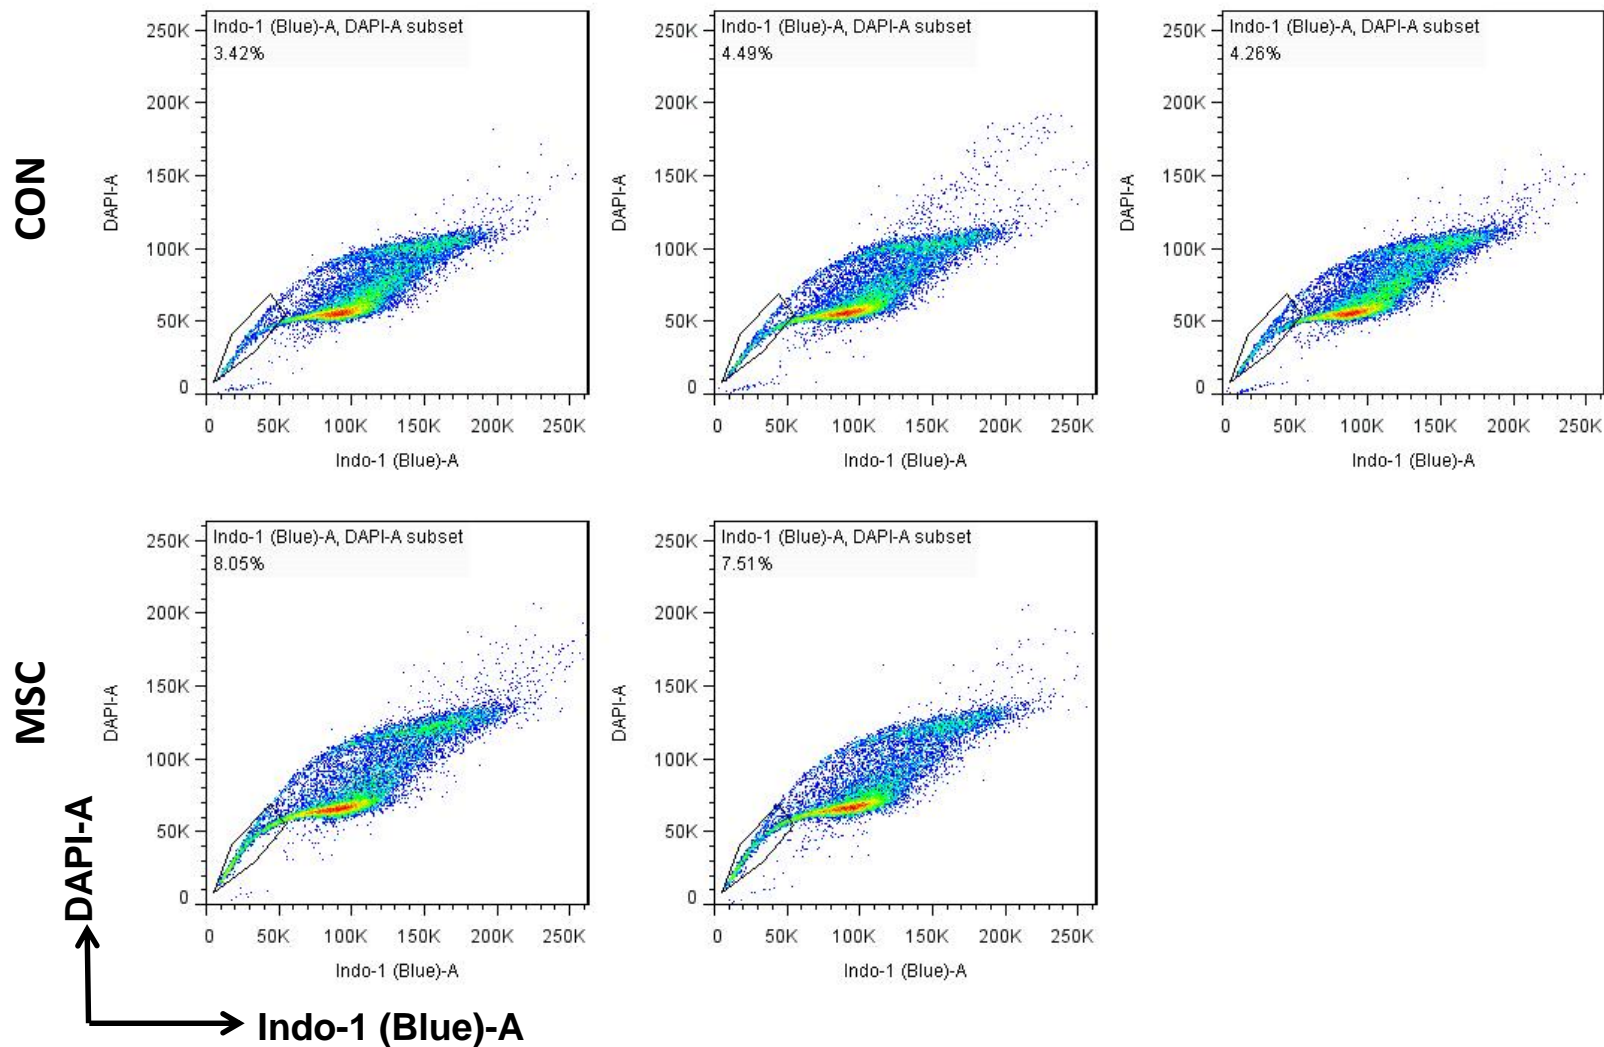 CON
Indo-1 (Blue)-A, DAPI-A subset
3.42%
250K
200K
150K
100K
50K
0
DAPI-A
0 50K 100K 150K 200K 250K
Indo-1 (Blue)-A
Indo-1 (Blue)-A, DAPI-A subset
4.49%
250K
200K
150K
100K
50K
0
DAPI-A
0 50K 100K 150K 200K 250K
Indo-1 (Blue)-A
Indo-1 (Blue)-A, DAPI-A subset
4.26%
250K
200K
150K
100K
50K
0
DAPI-A
0 50K 100K 150K 200K 250K
Indo-1 (Blue)-A
MSC
Indo-1 (Blue)-A, DAPI-A subset
8.05%
250K
200K
150K
100K
50K
0
DAPI-A
0 50K 100K 150K 200K 250K
Indo-1 (Blue)-A
Indo-1 (Blue)-A, DAPI-A subset
7.51%
250K
200K
150K
100K
50K
0
DAPI-A
0 50K 100K 150K 200K 250K
Indo-1 (Blue)-A
DAPI-A
Indo-1 (Blue)-A